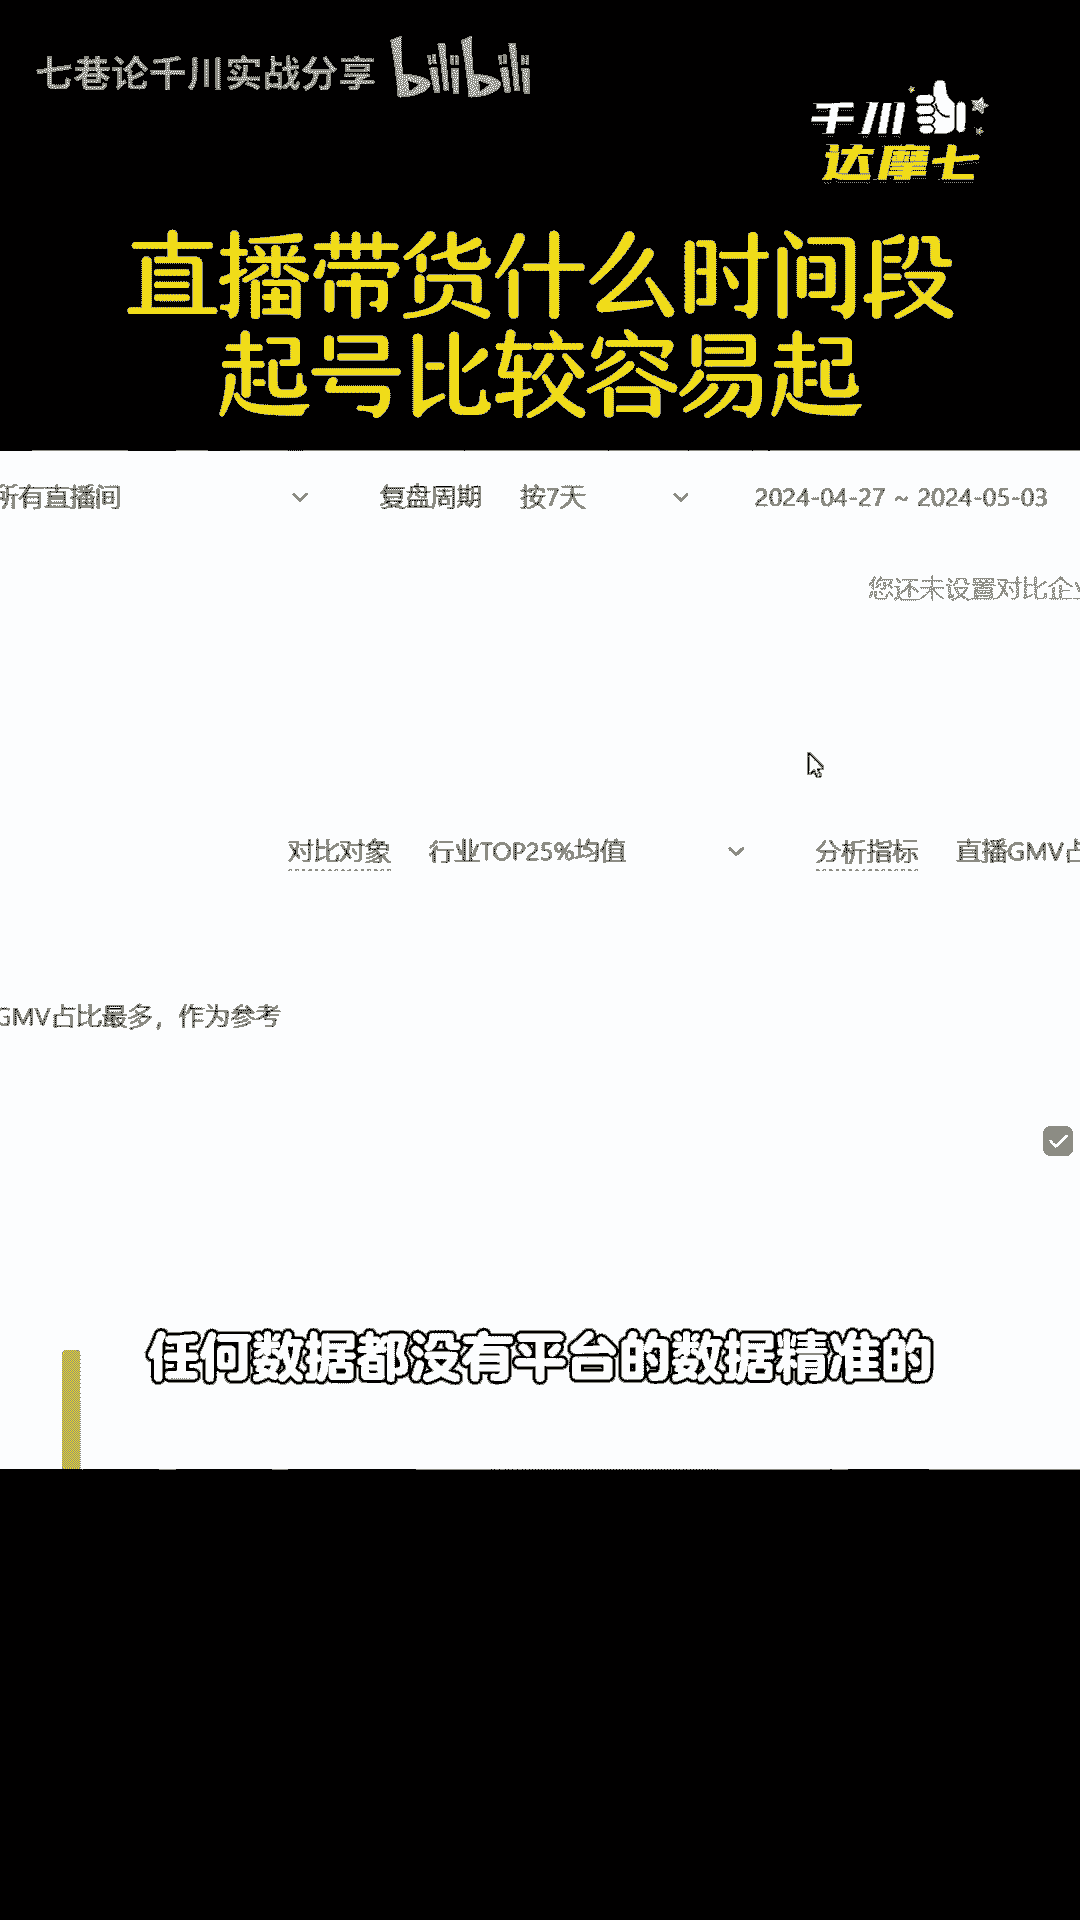 七巷论千川实战分享 bilibili
千川
达摩七
直播带货什么时间段
起号比较容易起
所有直播间 复盘周期 按7天 2024-04-27 ~ 2024-05-03
您还未设置对比企业
对比对象 行业TOP25%均值 分析指标 直播GMV占
GMV占比最多，作为参考
任何数据都没有平台的数据精准的